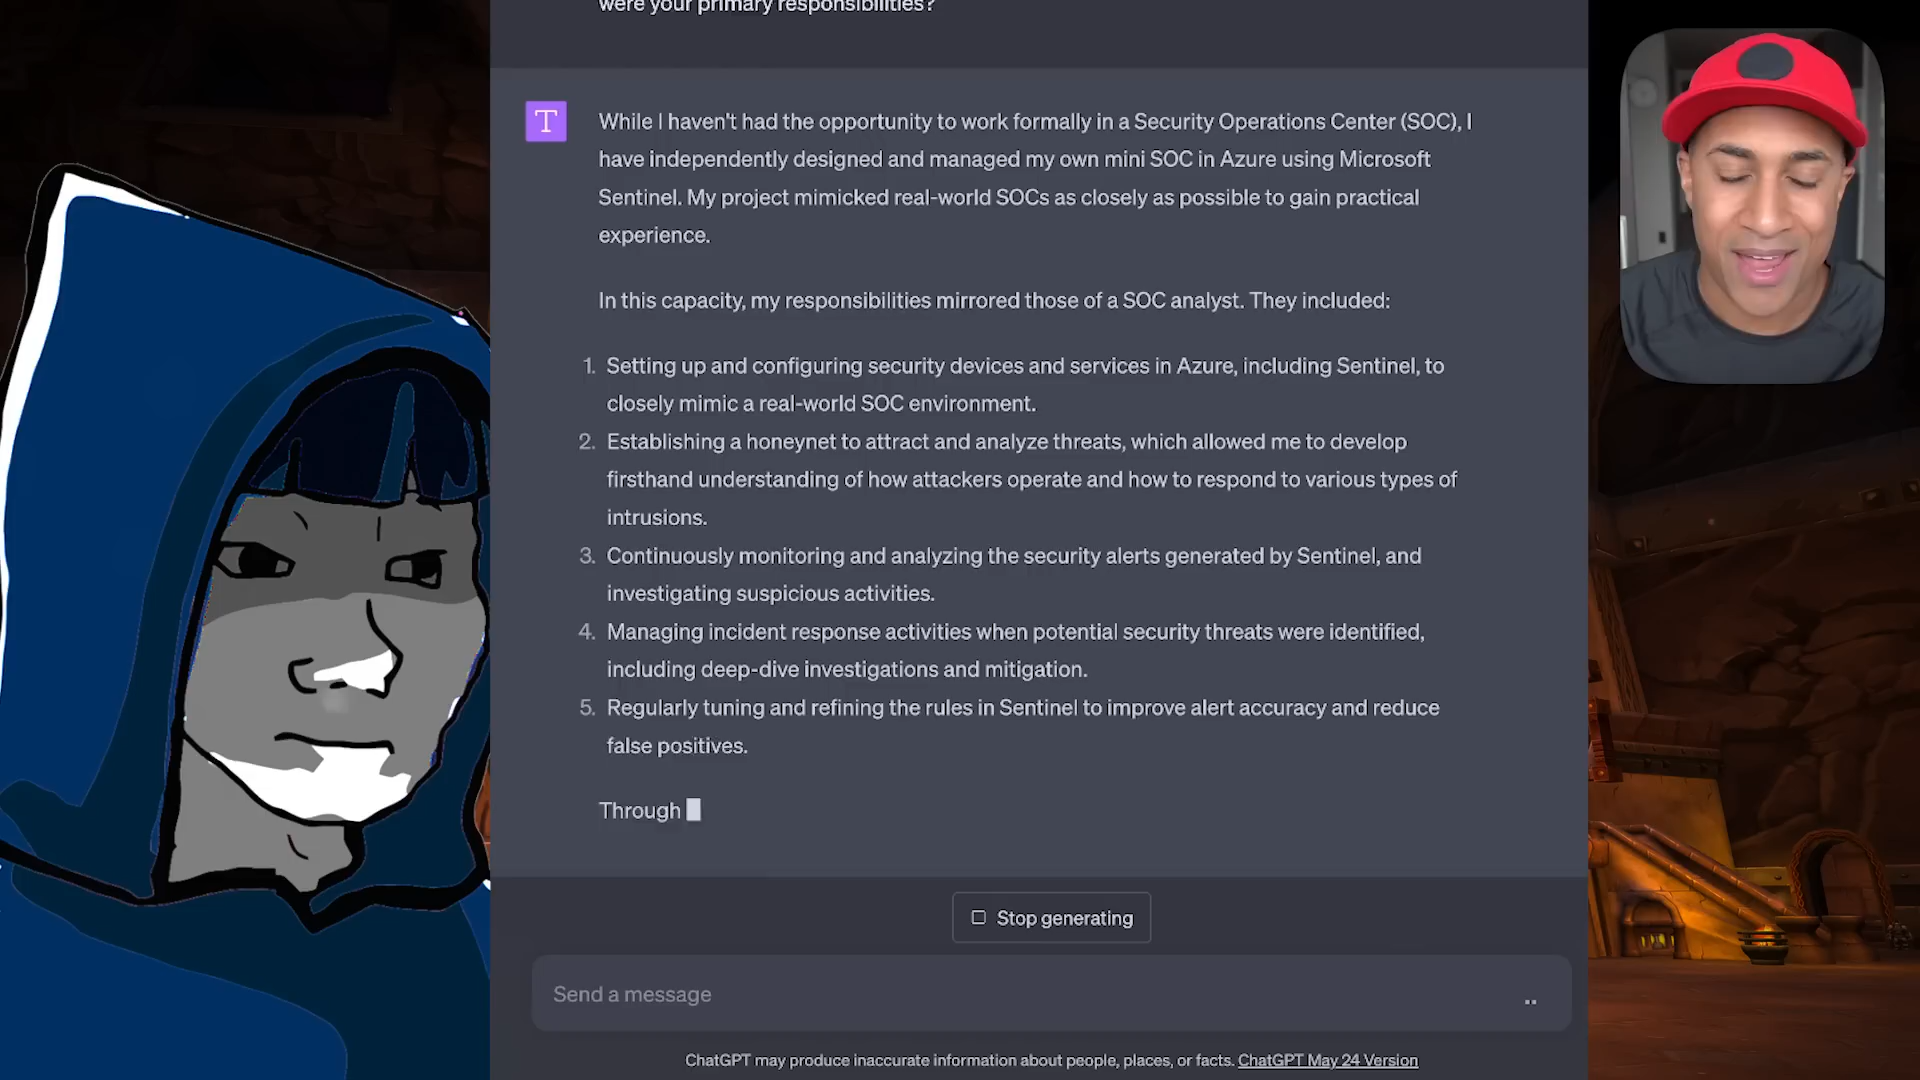 were your primary responsibilities?
T
While I haven't had the opportunity to work formally in a Security Operations Center (SOC), I
have independently designed and managed my own mini SOC in Azure using Microsoft
Sentinel. My project mimicked real-world SOCs as closely as possible to gain practical
experience.
In this capacity, my responsibilities mirrored those of a SOC analyst. They included:
1. Setting up and configuring security devices and services in Azure, including Sentinel, to
closely mimic a real-world SOC environment.
2. Establishing a honeynet to attract and analyze threats, which allowed me to develop
firsthand understanding of how attackers operate and how to respond to various types of
intrusions.
3. Continuously monitoring and analyzing the security alerts generated by Sentinel, and
investigating suspicious activities.
4. Managing incident response activities when potential security threats were identified,
including deep-dive investigations and mitigation.
5. Regularly tuning and refining the rules in Sentinel to improve alert accuracy and reduce
false positives.
Through
Stop generating
Send a message
ChatGPT may produce inaccurate information about people, places, or facts. ChatGPT May 24 Version